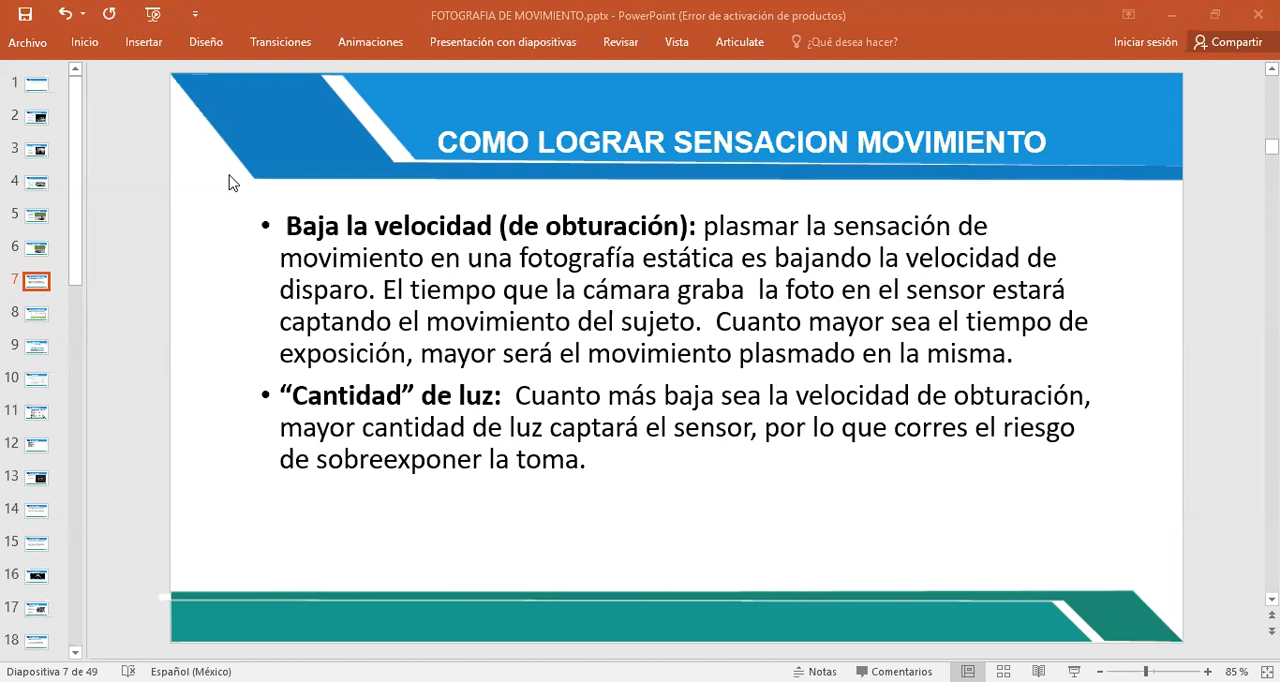 FOTOGRAFIA DE MOVIMIENTO.pptx - PowerPoint (Error de activación de productos)
Archivo Inicio Insertar Diseño Transiciones Animaciones Presentación con diapositivas Revisar Vista Articulate ¿Qué desea hacer? Iniciar sesión Compartir
1
2
3
4
5
6
7
8
9
10
11
12
13
14
15
16
17
18
COMO LOGRAR SENSACION MOVIMIENTO
• Baja la velocidad (de obturación): plasmar la sensación de
movimiento en una fotografía estática es bajando la velocidad de
disparo. El tiempo que la cámara graba la foto en el sensor estará
captando el movimiento del sujeto. Cuanto mayor sea el tiempo de
exposición, mayor será el movimiento plasmado en la misma.
• “Cantidad” de luz: Cuanto más baja sea la velocidad de obturación,
mayor cantidad de luz captará el sensor, por lo que corres el riesgo
de sobreexponer la toma.
Diapositiva 7 de 49 Español (México) Notas Comentarios 85 %